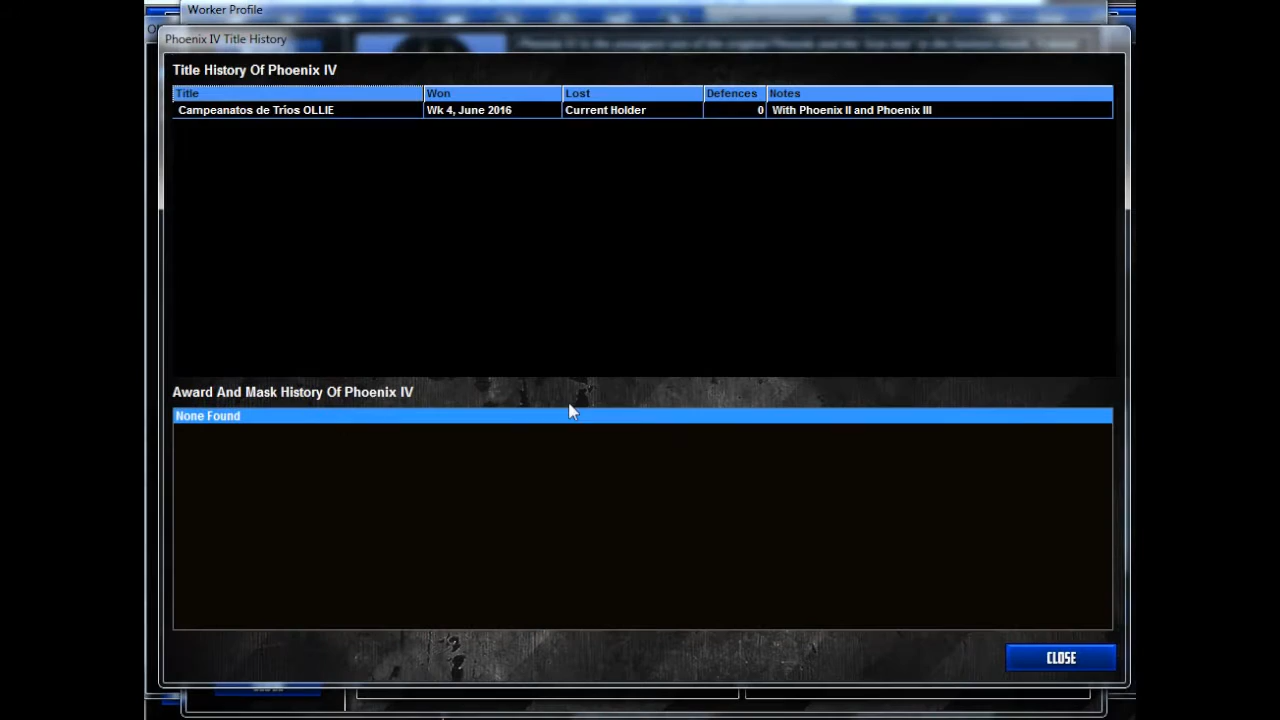 Worker Profile
Phoenix IV Title History
Title History Of Phoenix IV
Title Won Lost Defences Notes
Campeanatos de Trios OLLIE Wk 4, June 2016 Current Holder 0 With Phoenix II and Phoenix III
Award And Mask History Of Phoenix IV
None Found
CLOSE